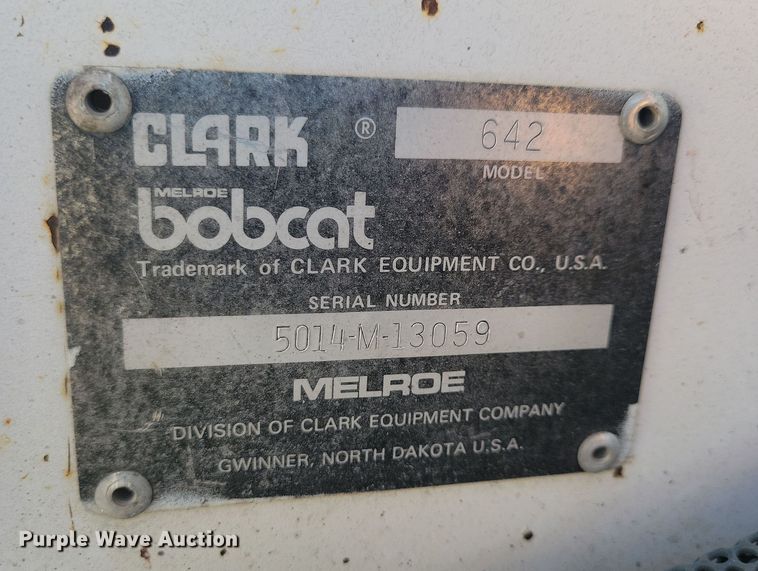 CLARK ® 642
MODEL
MELROE
bobcat
Trademark of CLARK EQUIPMENT CO., U.S.A.
SERIAL NUMBER
5014-M-13059
MELROE
DIVISION OF CLARK EQUIPMENT COMPANY
GWINNER, NORTH DAKOTA U.S.A.
Purple Wave Auction